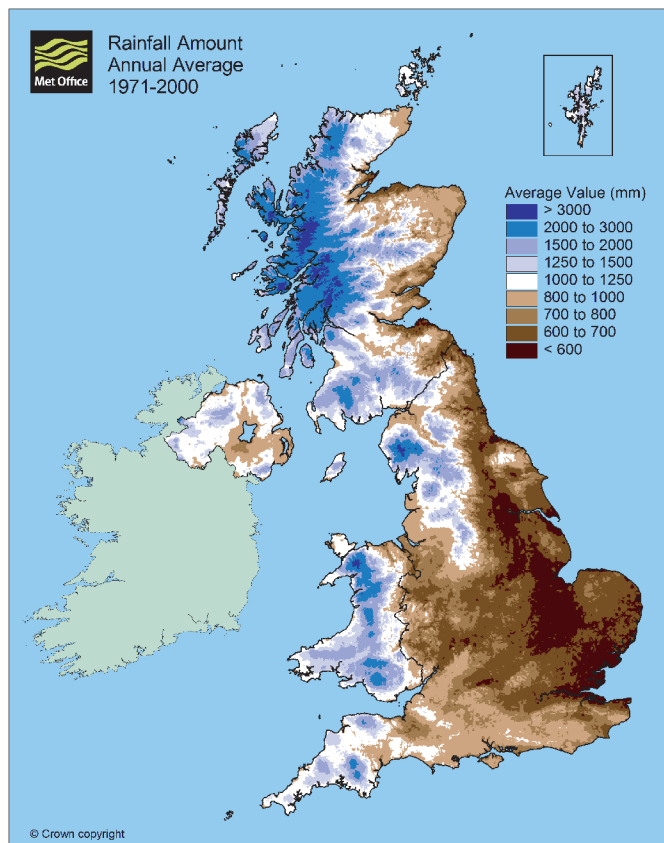 Met Office
Rainfall Amount
Annual Average
1971-2000
Average Value (mm)
> 3000
2000 to 3000
1500 to 2000
1250 to 1500
1000 to 1250
800 to 1000
700 to 800
600 to 700
< 600
© Crown copyright